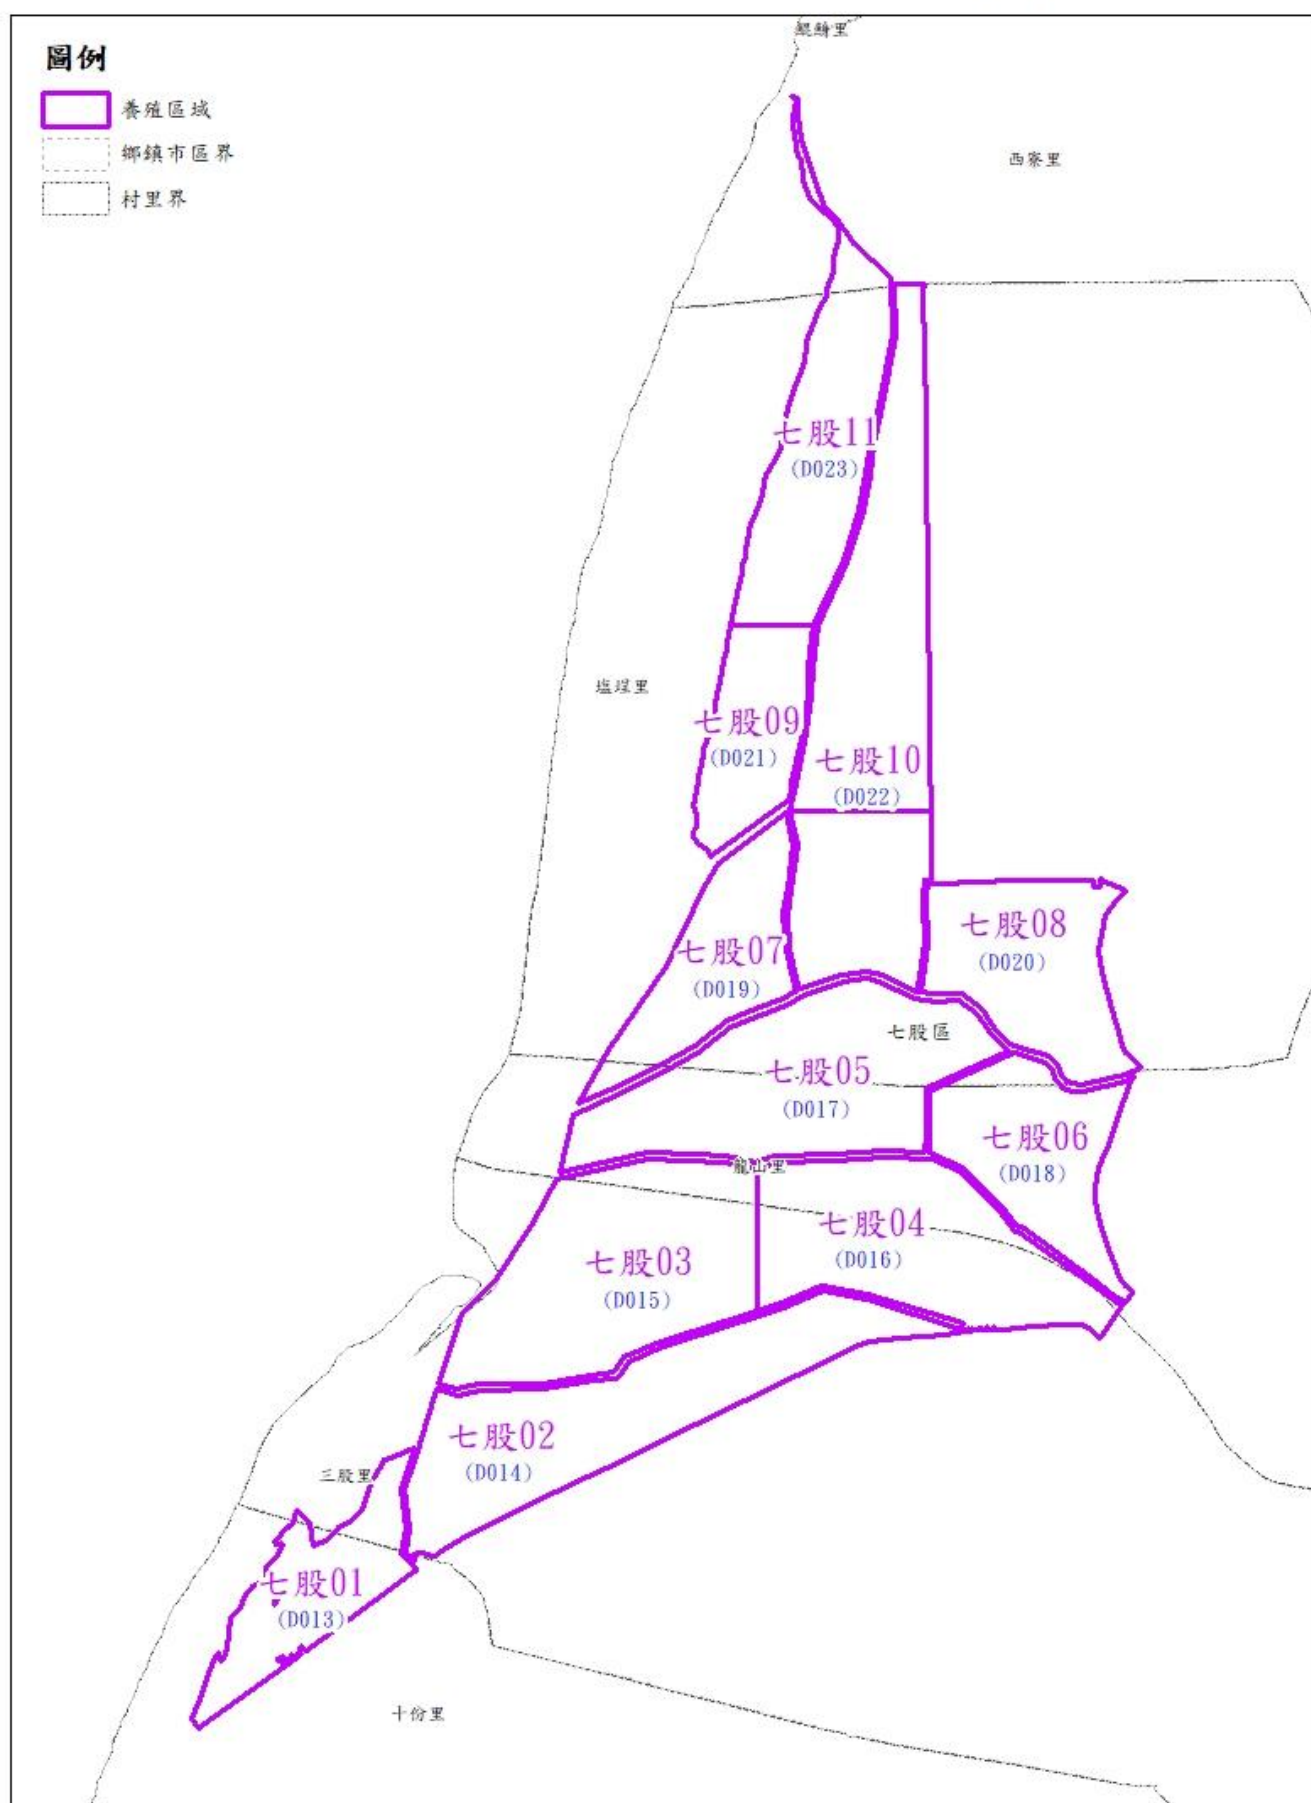 圖例
養殖區域
鄉鎮市區界
村里界
鯤鯓里
西寮里
七股11
(D023)
塩埕里
七股09
(D021)
七股10
(D022)
七股08
(D020)
七股07
(D019)
七股區
七股05
(D017)
七股06
(D018)
龍山里
七股04
(D016)
七股03
(D015)
七股02
(D014)
三股里
七股01
(D013)
十份里